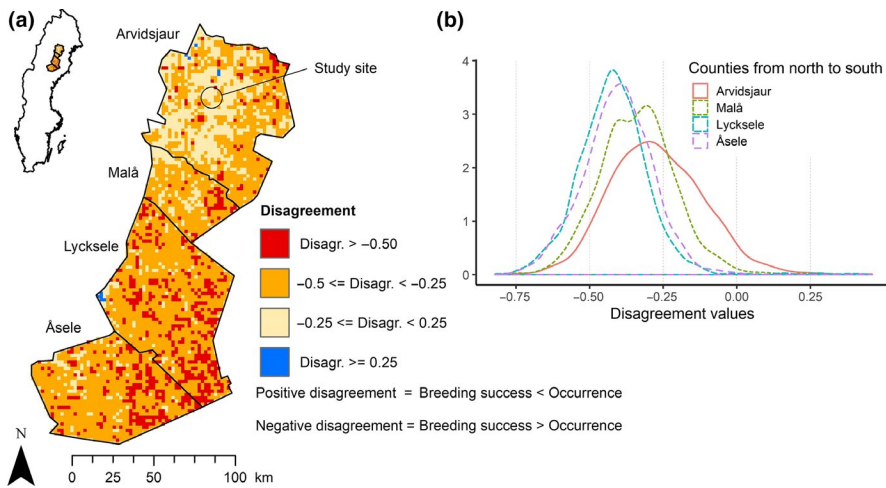 (a)
Arvidsjaur
Study site
Malå
Lycksele
Åsele
Disagreement
Disagr. > −0.50
−0.5 <= Disagr. < −0.25
−0.25 <= Disagr. < 0.25
Disagr. >= 0.25
Positive disagreement = Breeding success < Occurrence
Negative disagreement = Breeding success > Occurrence
N
0 25 50 100 km
(b)
Counties from north to south
Arvidsjaur
Malå
Lycksele
Åsele
4
3
2
1
0
−0.75 −0.50 −0.25 0.00 0.25
Disagreement values